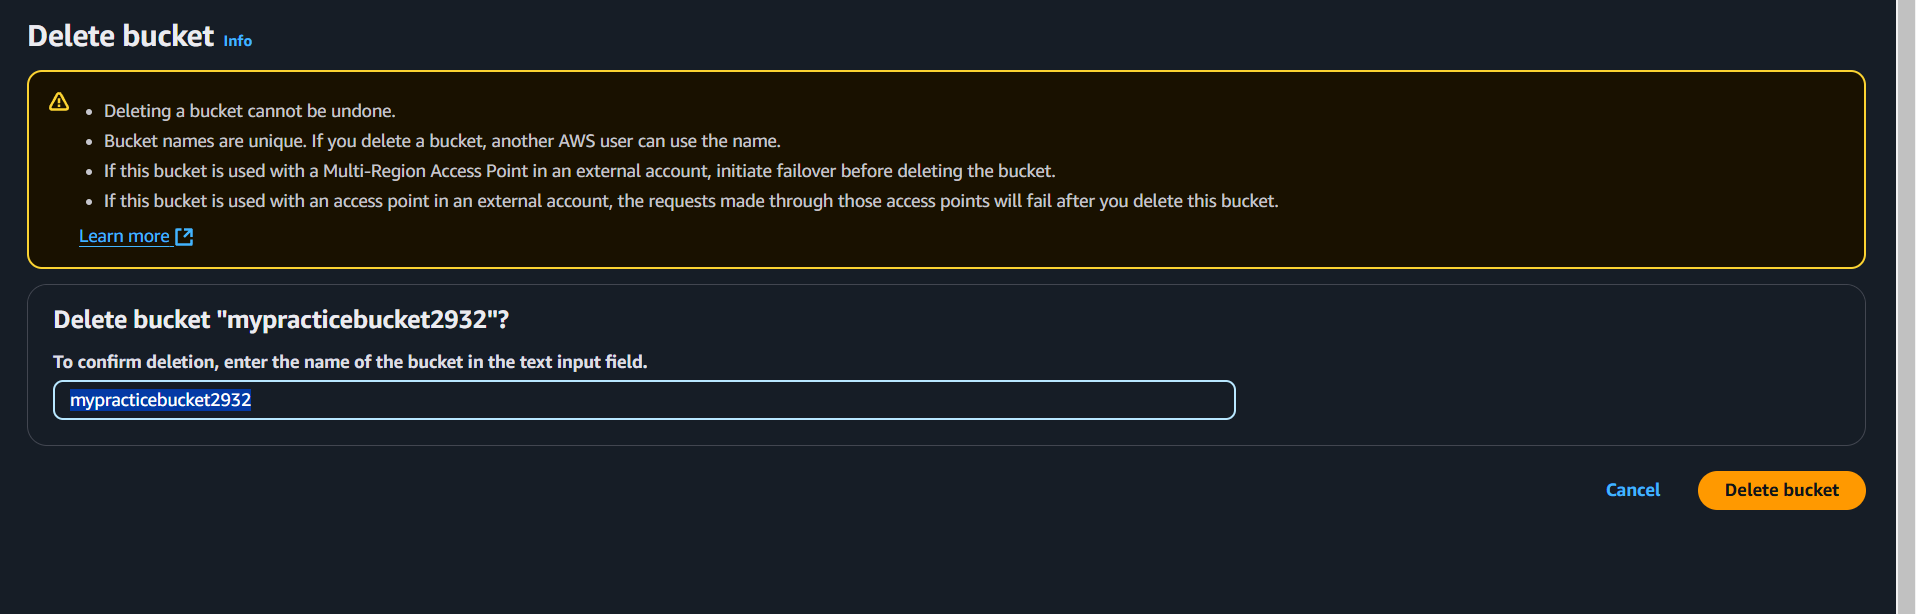 Delete bucket Info
Deleting a bucket cannot be undone.
Bucket names are unique. If you delete a bucket, another AWS user can use the name.
If this bucket is used with a Multi-Region Access Point in an external account, initiate failover before deleting the bucket.
If this bucket is used with an access point in an external account, the requests made through those access points will fail after you delete this bucket.
Learn more
Delete bucket "mypracticebucket2932"?
To confirm deletion, enter the name of the bucket in the text input field.
mypracticebucket2932
Cancel Delete bucket